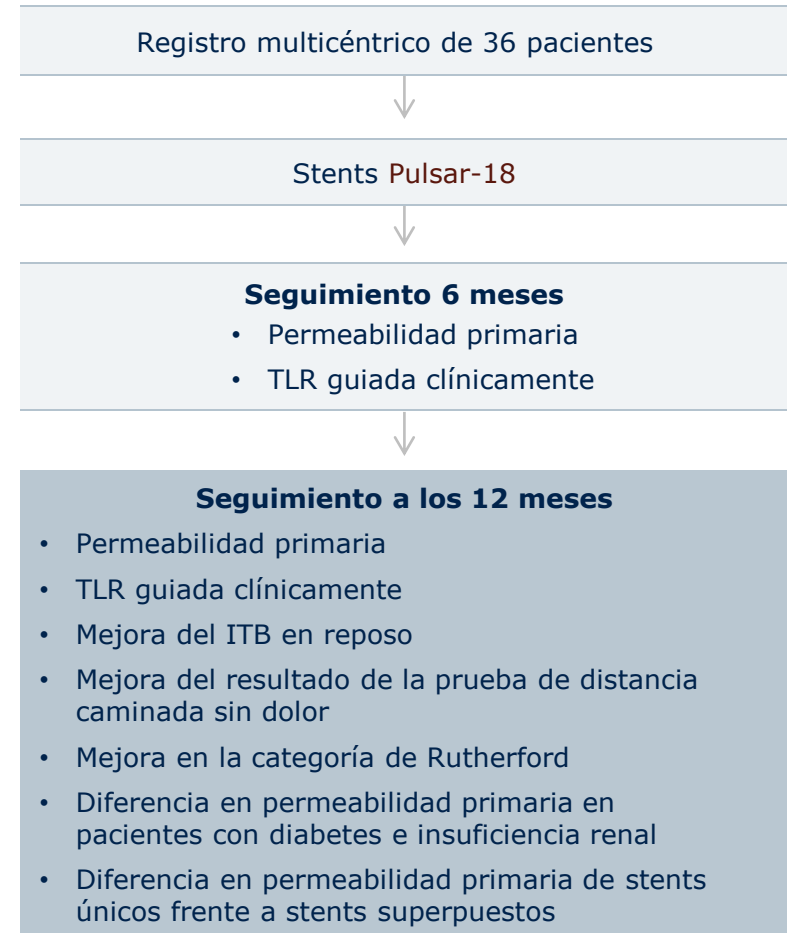 Registro multicéntrico de 36 pacientes
Stents Pulsar-18
Seguimiento 6 meses
• Permeabilidad primaria
• TLR guiada clínicamente
Seguimiento a los 12 meses
• Permeabilidad primaria
• TLR guiada clínicamente
• Mejora del ITB en reposo
• Mejora del resultado de la prueba de distancia
caminada sin dolor
• Mejora en la categoría de Rutherford
• Diferencia en permeabilidad primaria en
pacientes con diabetes e insuficiencia renal
• Diferencia en permeabilidad primaria de stents
únicos frente a stents superpuestos